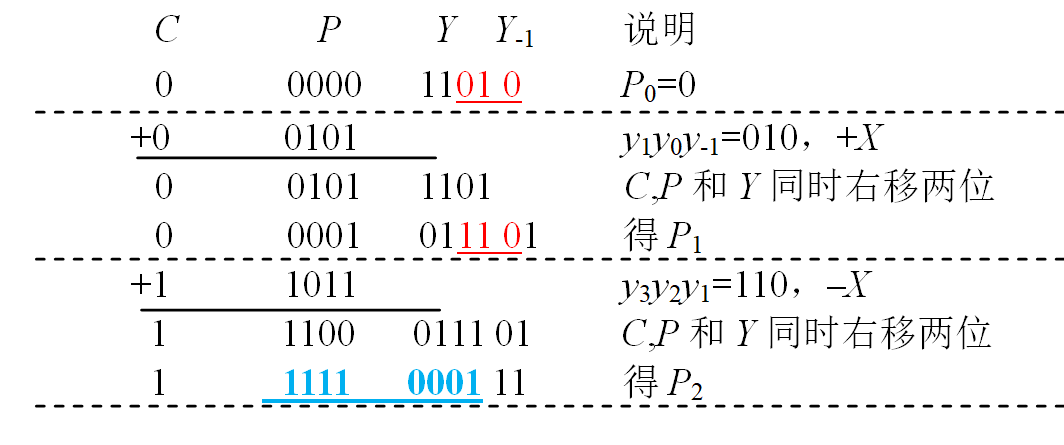 C P Y Y-1 说明
0 0000 1101 0 P0=0
+0 0101 y1y0y-1=010，+X
0 0101 1101 C,P 和 Y 同时右移两位
0 0001 0111 01 得 P1
+1 1011 y3y2y1=110，–X
1 1100 0111 01 C,P 和 Y 同时右移两位
1 1111 0001 11 得 P2